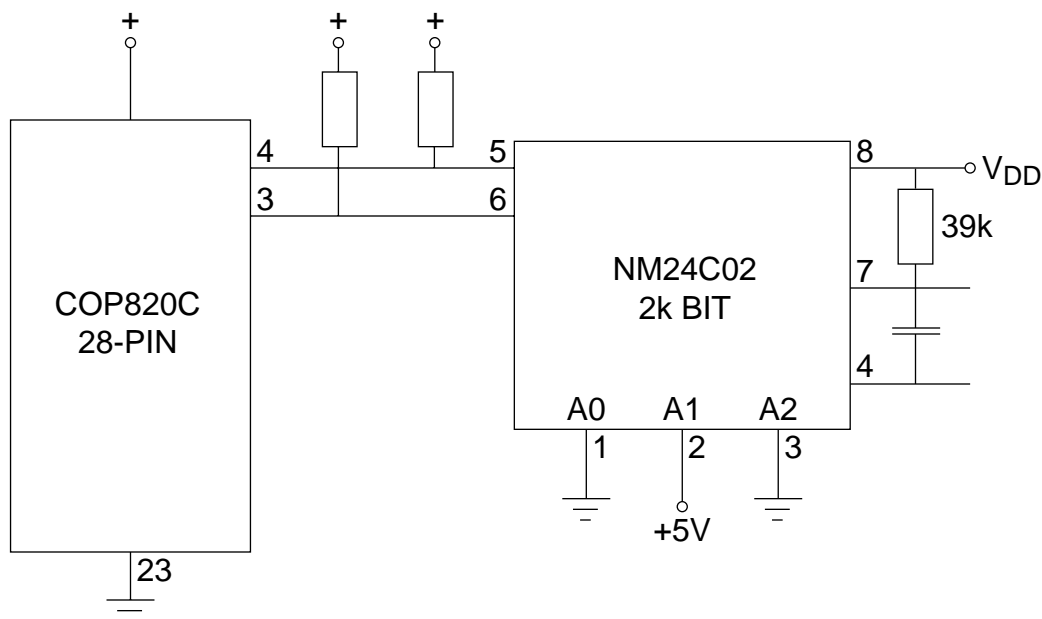 + + +
4 5 8 V_DD
3 6
39k
NM24C02
2k BIT
7
COP820C
28-PIN
4
A0 A1 A2
1 2 3
+5V
23